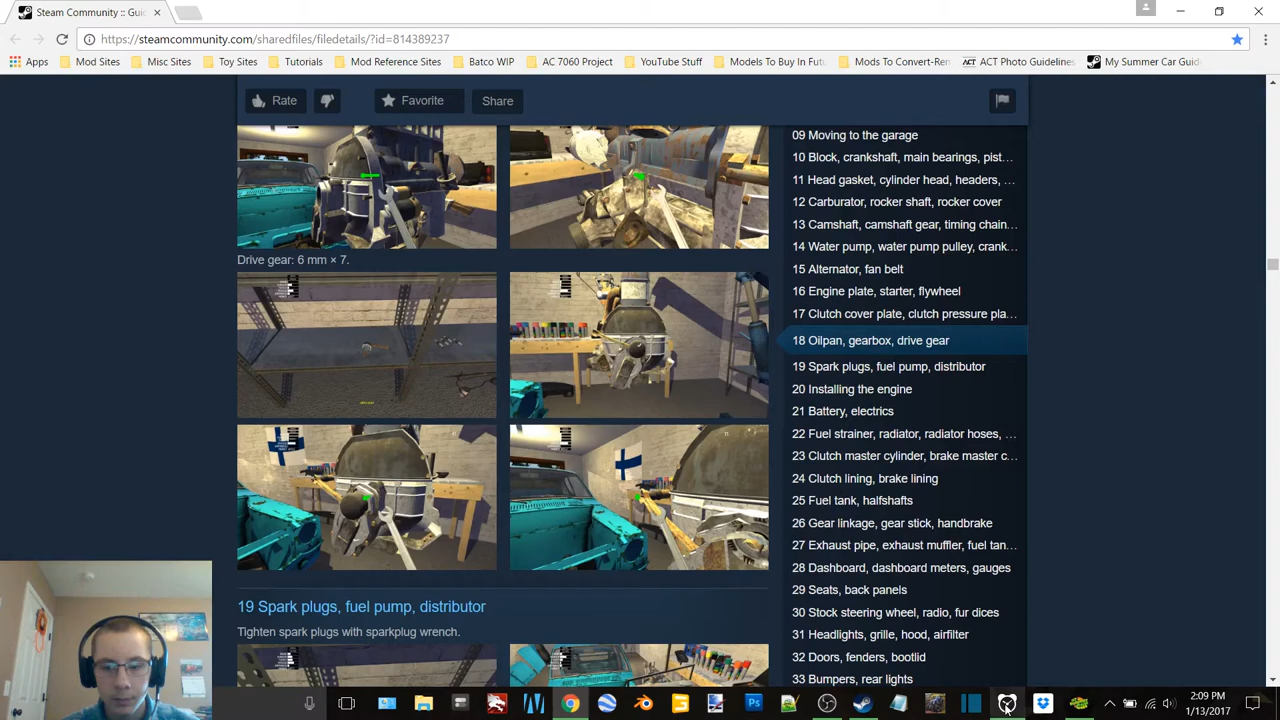 Steam Community :: Gui
https://steamcommunity.com/sharedfiles/filedetails/?id=814389237
Apps Mod Sites Misc Sites Toy Sites Tutorials Mod Reference Sites Batco WIP AC 7060 Project YouTube Stuff Models To Buy In Futu Mods To Convert-Ren ACT ACT Photo Guidelines My Summer Car Guid
Rate Favorite Share
Drive gear: 6 mm × 7.
19 Spark plugs, fuel pump, distributor
Tighten spark plugs with sparkplug wrench.
09 Moving to the garage
10 Block, crankshaft, main bearings, pist...
11 Head gasket, cylinder head, headers, ...
12 Carburator, rocker shaft, rocker cover
13 Camshaft, camshaft gear, timing chain...
14 Water pump, water pump pulley, crank...
15 Alternator, fan belt
16 Engine plate, starter, flywheel
17 Clutch cover plate, clutch pressure pla...
18 Oilpan, gearbox, drive gear
19 Spark plugs, fuel pump, distributor
20 Installing the engine
21 Battery, electrics
22 Fuel strainer, radiator, radiator hoses, ...
23 Clutch master cylinder, brake master c...
24 Clutch lining, brake lining
25 Fuel tank, halfshafts
26 Gear linkage, gear stick, handbrake
27 Exhaust pipe, exhaust muffler, fuel tan...
28 Dashboard, dashboard meters, gauges
29 Seats, back panels
30 Stock steering wheel, radio, fur dices
31 Headlights, grille, hood, airfilter
32 Doors, fenders, bootlid
33 Bumpers, rear lights
2:09 PM
1/13/2017